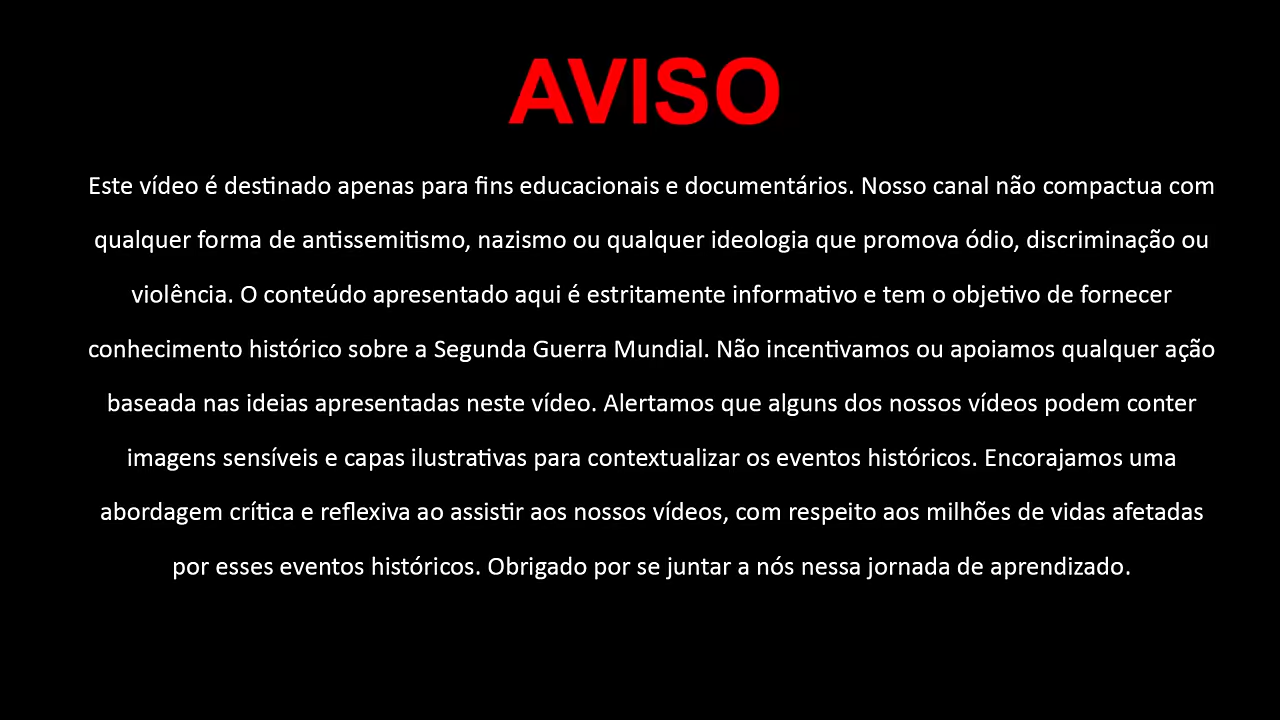 AVISO
Este vídeo é destinado apenas para fins educacionais e documentários. Nosso canal não compactua com
qualquer forma de antissemitismo, nazismo ou qualquer ideologia que promova ódio, discriminação ou
violência. O conteúdo apresentado aqui é estritamente informativo e tem o objetivo de fornecer
conhecimento histórico sobre a Segunda Guerra Mundial. Não incentivamos ou apoiamos qualquer ação
baseada nas ideias apresentadas neste vídeo. Alertamos que alguns dos nossos vídeos podem conter
imagens sensíveis e capas ilustrativas para contextualizar os eventos históricos. Encorajamos uma
abordagem crítica e reflexiva ao assistir aos nossos vídeos, com respeito aos milhões de vidas afetadas
por esses eventos históricos. Obrigado por se juntar a nós nessa jornada de aprendizado.